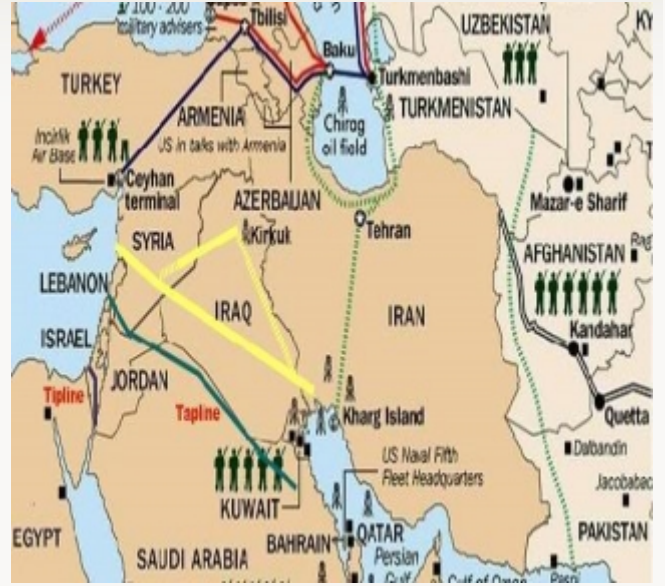 100 - 200
military advisers
Tbilisi
UZBEKISTAN
KY
Baku
TURKEY
Turkmenbashi
ARMENIA
TURKMENISTAN
Chirag
oil field
Incirlik
Air Base
US in talks with Armenia
Ceyhan
terminal
AZERBAIJAN
Mazar-e Sharif
SYRIA
Kirkuk
Tehran
AFGHANISTAN
LEBANON
IRAQ
IRAN
ISRAEL
Kandahar
JORDAN
Tipline
Tapline
Kharg Island
Quetta
US Naval Fifth
Fleet Headquarters
Dalbandin
KUWAIT
Jacobabac
EGYPT
BAHRAIN
QATAR
PAKISTAN
SAUDI ARABIA
Persian
Gulf
Gulf of Oman